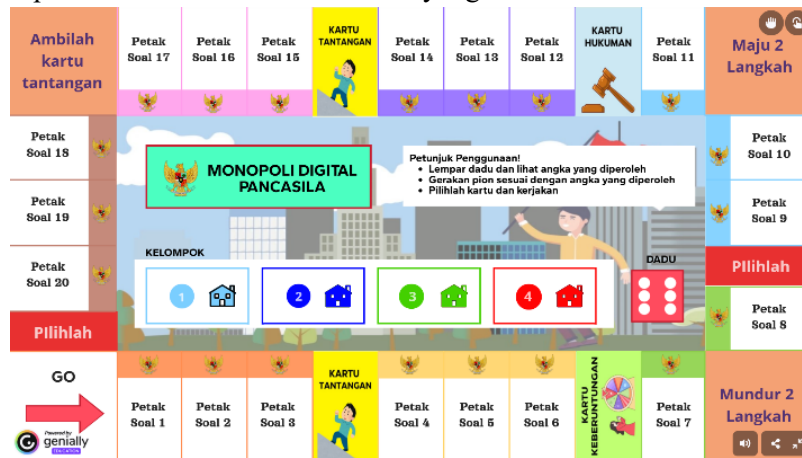 Ambilah
kartu
tantangan
Petak
Soal 17
Petak
Soal 16
Petak
Soal 15
KARTU
TANTANGAN
Petak
Soal 14
Petak
Soal 13
Petak
Soal 12
KARTU
HUKUMAN
Petak
Soal 11
Maju 2
Langkah
Petak
Soal 18
Petak
Soal 19
Petak
Soal 20
PIlihlah
MONOPOLI DIGITAL
PANCASILA
Petunjuk Penggunaan!
• Lempar dadu dan lihat angka yang diperoleh
• Gerakan pion sesuai dengan angka yang diperoleh
• Pilihlah kartu dan kerjakan
KELOMPOK
1
2
3
4
DADU
Petak
Soal 10
Petak
Soal 9
PIlihlah
Petak
Soal 8
GO
Powered by
genially
EDUCATION
Petak
Soal 1
Petak
Soal 2
Petak
Soal 3
KARTU
TANTANGAN
Petak
Soal 4
Petak
Soal 5
Petak
Soal 6
KARTU
KEBERUNTUNGAN
Petak
Soal 7
Mundur 2
Langkah